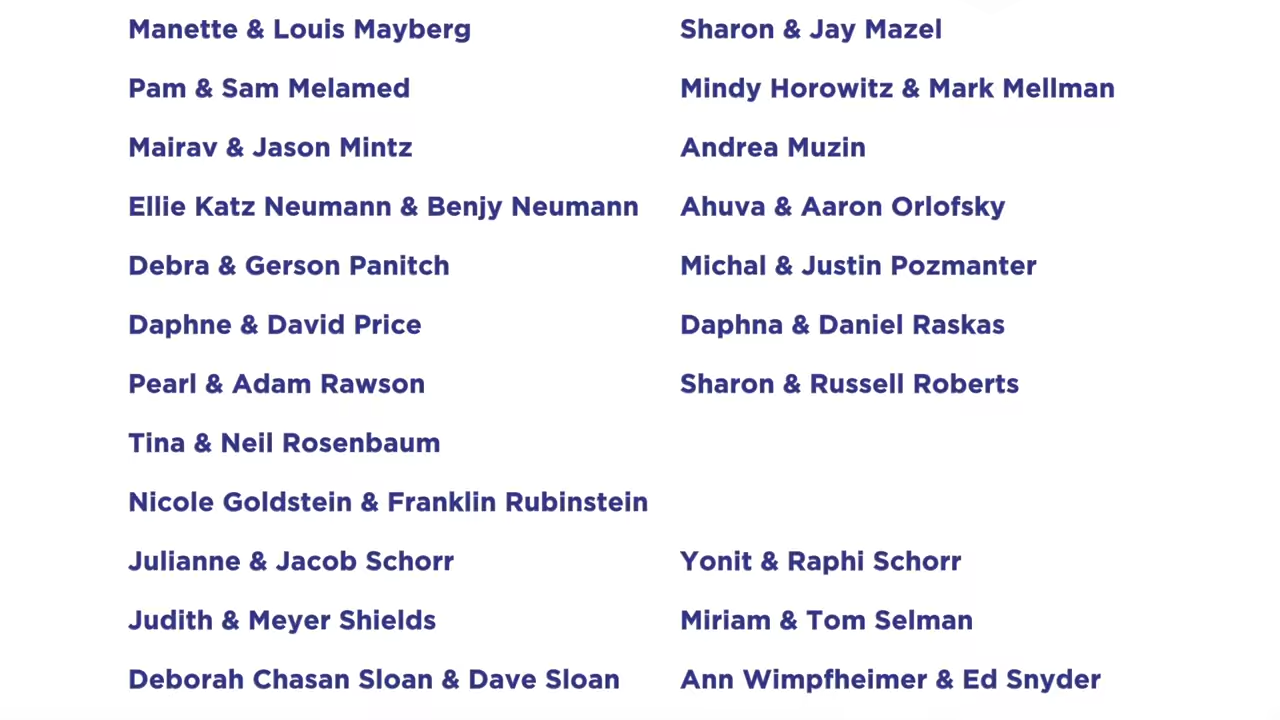 Manette & Louis Mayberg
Sharon & Jay Mazel
Pam & Sam Melamed
Mindy Horowitz & Mark Mellman
Mairav & Jason Mintz
Andrea Muzin
Ellie Katz Neumann & Benjy Neumann
Ahuva & Aaron Orlofsky
Debra & Gerson Panitch
Michal & Justin Pozmanter
Daphne & David Price
Daphna & Daniel Raskas
Pearl & Adam Rawson
Sharon & Russell Roberts
Tina & Neil Rosenbaum
Nicole Goldstein & Franklin Rubinstein
Julianne & Jacob Schorr
Yonit & Raphi Schorr
Judith & Meyer Shields
Miriam & Tom Selman
Deborah Chasan Sloan & Dave Sloan
Ann Wimpfheimer & Ed Snyder